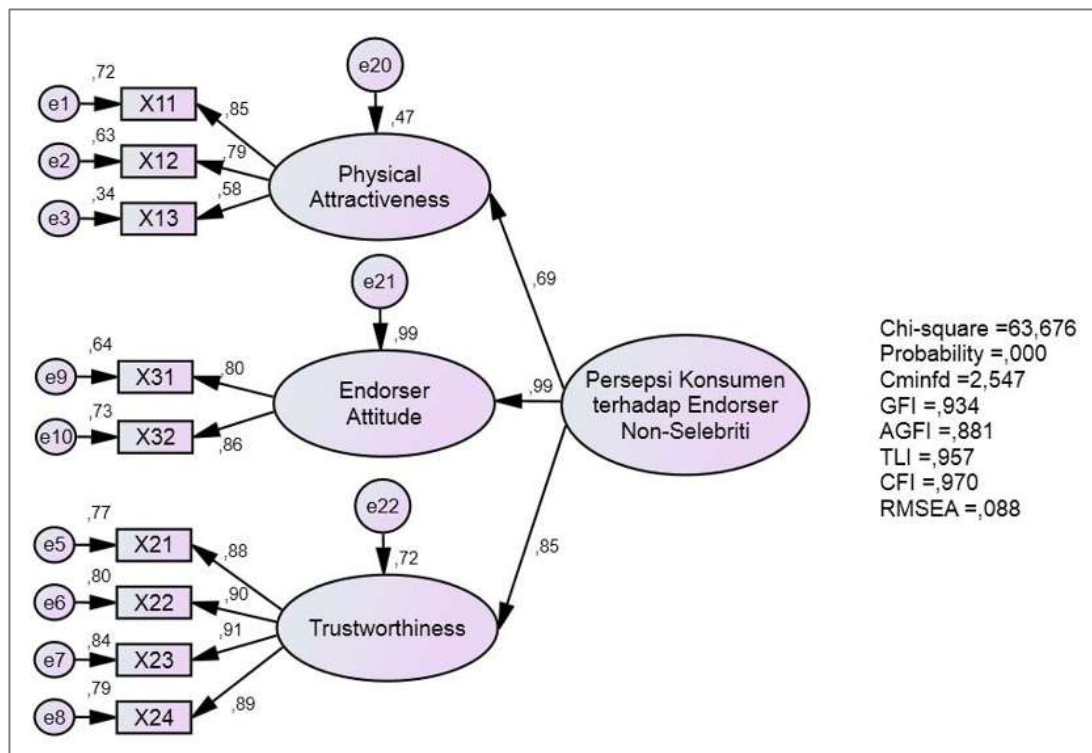 e20
,72
e1
X11
,85
,47
,63
e2
X12
,79
Physical
Attractiveness
,34
e3
X13
,58
,69
e21
,99
,64
e9
X31
,80
Endorser
Attitude
,73
e10
X32
,86
,99
Persepsi Konsumen
terhadap Endorser
Non-Selebriti
e22
,72
,85
,77
e5
X21
,88
,80
e6
X22
,90
Trustworthiness
,84
e7
X23
,91
,79
e8
X24
,89
Chi-square =63,676
Probability =,000
Cminfd =2,547
GFI =,934
AGFI =,881
TLI =,957
CFI =,970
RMSEA =,088